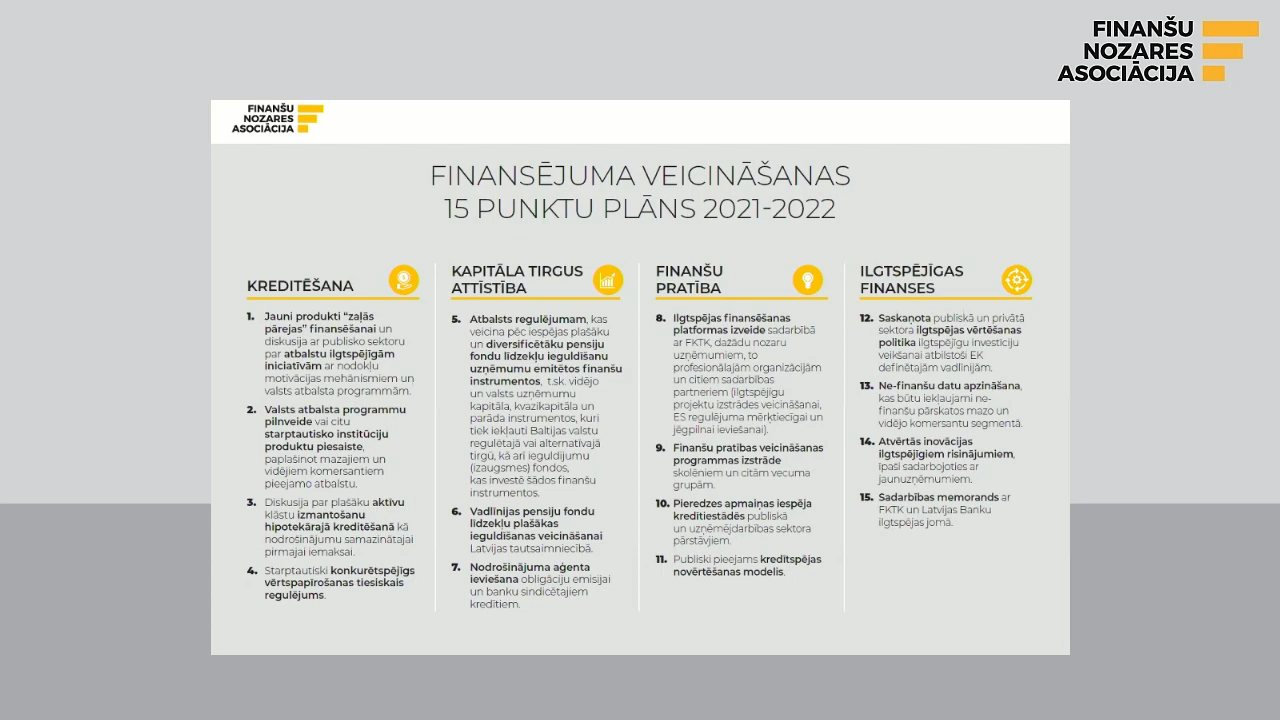 FINANŠU
NOZARES
ASOCIĀCIJA
FINANŠU
NOZARES
ASOCIĀCIJA
FINANSĒJUMA VEICINĀŠANAS
15 PUNKTU PLĀNS 2021-2022
KREDITĒŠANA
1. Jauni produkti “zaļās
pārejas” finansēšanai un
diskusija ar publisko sektoru
par atbalstu ilgtspējīgām
iniciatīvām ar nodokļu
motivācijas mehānismiem un
valsts atbalsta programmām.
2. Valsts atbalsta programmu
pilnveide vai citu
starptautisko institūciju
produktu piesaiste,
paplašinot mazajiem un
vidējiem komersantiem
pieejamo atbalstu.
3. Diskusija par plašāku aktīvu
klāstu izmantošanu
hipotekārajā kreditēšanā kā
nodrošinājumu samazinātajai
pirmajai iemaksai.
4. Starptautiski konkurētspējīgs
vērtspapīrošanas tiesiskais
regulējums.
KAPITĀLA TIRGUS
ATTĪSTĪBA
5. Atbalsts regulējumam, kas
veicina pēc iespējas plašāku
un diversificētāku pensiju
fondu līdzekļu ieguldīšanu
uzņēmumu emitētos finanšu
instrumentos, t.sk. vidējo
un valsts uzņēmumu
kapitāla, kvazikapitāla un
parāda instrumentos, kuri
tiek iekļauti Baltijas valstu
regulētajā vai alternatīvajā
tirgū, kā arī ieguldījumu
(izaugsmes) fondos,
kas investē šādos finanšu
instrumentos.
6. Vadlīnijas pensiju fondu
līdzekļu plašākas
ieguldīšanas veicināšanai
Latvijas tautsaimniecībā.
7. Nodrošinājuma aģenta
ieviešana obligāciju emisijai
un banku sindicētajiem
kredītiem.
FINANŠU
PRATĪBA
8. Ilgtspējas finansēšanas
platformas izveide sadarbībā
ar FKTK, dažādu nozaru
uzņēmumiem, to
profesionālajām organizācijām
un citiem sadarbības
partneriem (ilgtspējīgu
projektu izstrādes veicināšanai,
ES regulējuma mērķtiecīgai un
jēgpilnai ieviešanai).
9. Finanšu pratības veicināšanas
programmas izstrāde
skolēniem un citām vecuma
grupām.
10. Pieredzes apmaiņas iespēja
kredītiestādēs publiskā
un uzņēmējdarbības sektora
pārstāvjiem.
11. Publiski pieejams kredītspējas
novērtēšanas modelis.
ILGTSPĒJĪGAS
FINANSES
12. Saskaņota publiskā un privātā
sektora ilgtspējas vērtēšanas
politika ilgtspējīgu investīciju
veikšanai atbilstoši EK
definētajām vadlīnijām.
13. Ne-finanšu datu apzināšana,
kas būtu iekļaujami ne-
finanšu pārskatos mazo un
vidējo komersantu segmentā.
14. Atvērtās inovācijas
ilgtspējīgiem risinājumiem,
īpaši sadarbojoties ar
jaunuzņēmumiem.
15. Sadarbības memorands ar
FKTK un Latvijas Banku
ilgtspējas jomā.